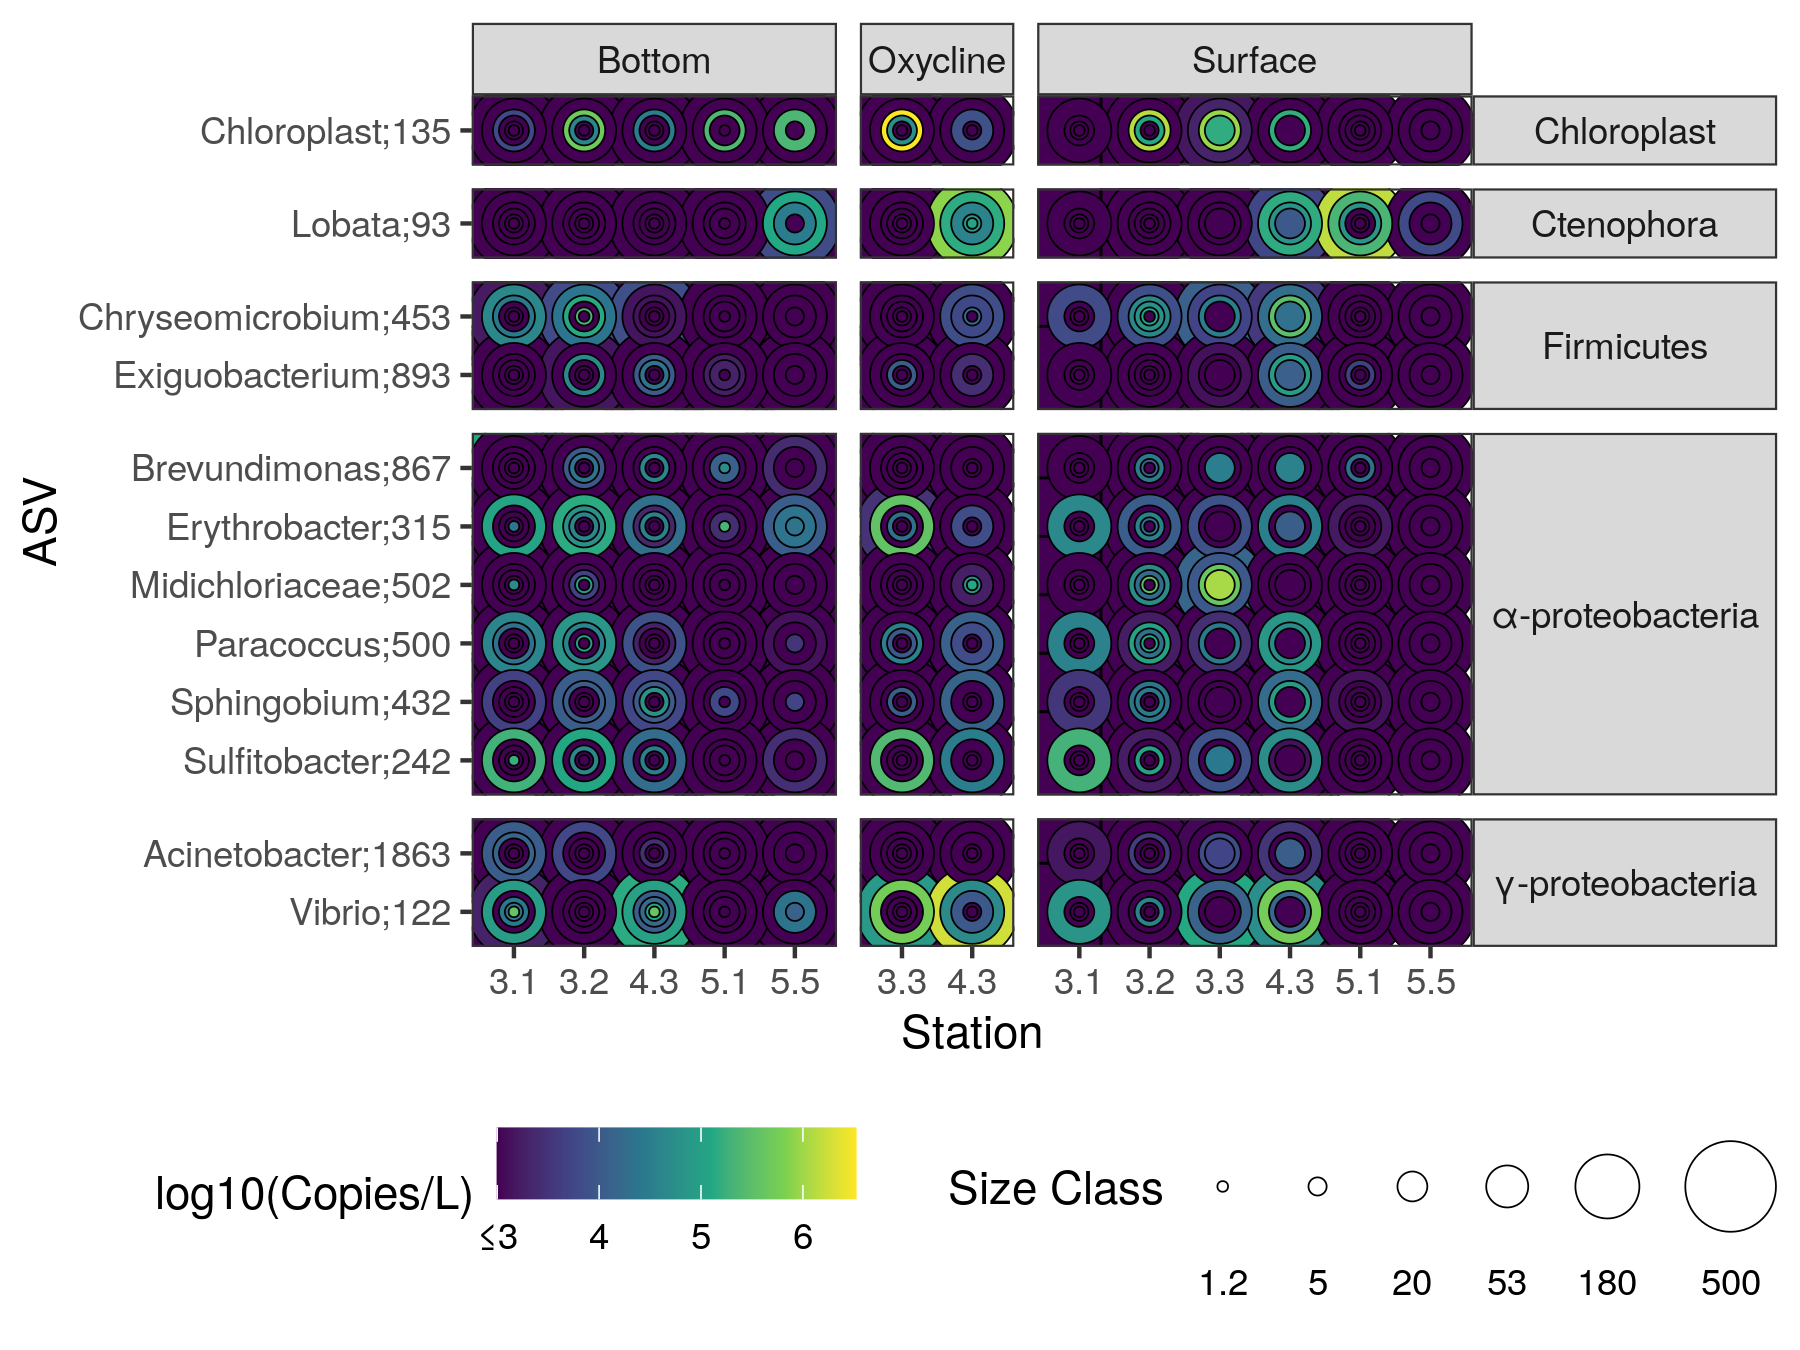 Bottom
Oxycline
Surface
Chloroplast;135
Chloroplast
Lobata;93
Ctenophora
Chryseomicrobium;453
Exiguobacterium;893
Firmicutes
Brevundimonas;867
Erythrobacter;315
Midichloriaceae;502
Paracoccus;500
Sphingobium;432
Sulfitobacter;242
α-proteobacteria
Acinetobacter;1863
Vibrio;122
γ-proteobacteria
ASV
3.1 3.2 4.3 5.1 5.5 3.3 4.3 3.1 3.2 3.3 4.3 5.1 5.5
Station
log10(Copies/L)
≤3 4 5 6
Size Class
1.2 5 20 53 180 500